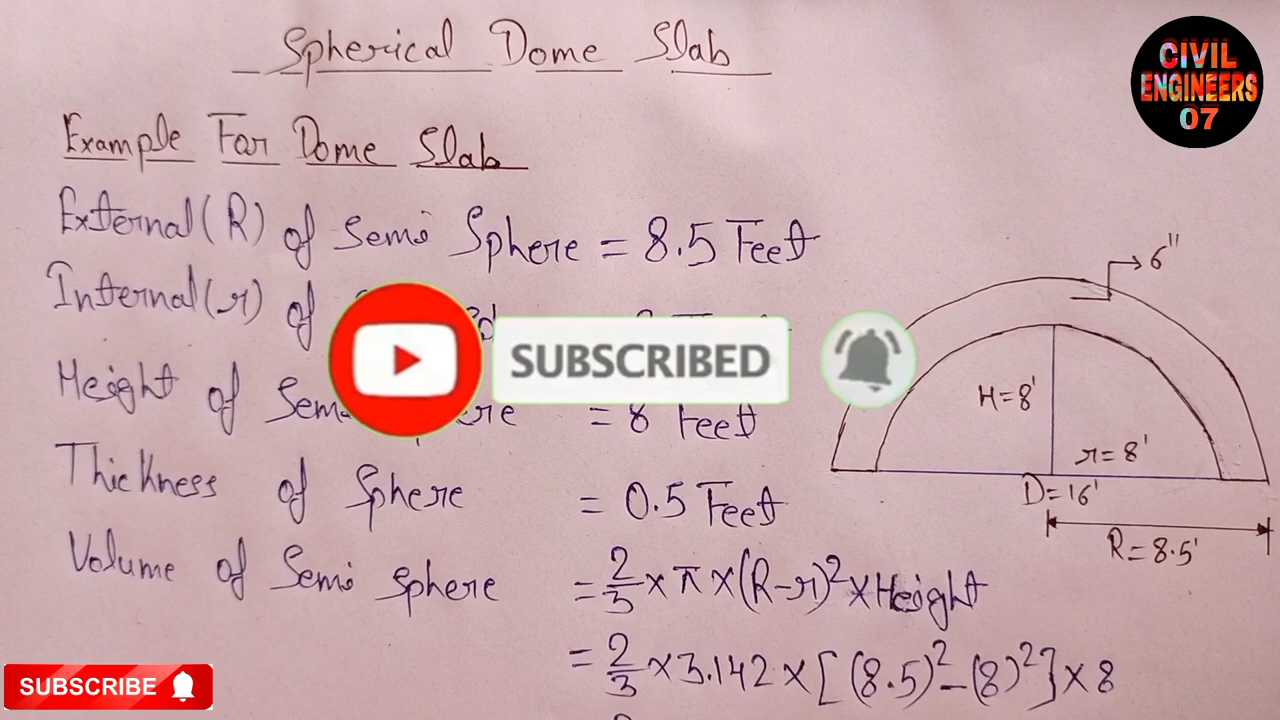 Spherical Dome Slab
CIVIL
ENGINEERS
07
Example For Dome Slab
External (R) of Semi Sphere = 8.5 Feet
Internal (r) of
SUBSCRIBED
Height of = 8 Feet
Thickness of Sphere = 0.5 Feet
Volume of Semi Sphere = 2/3 × π × (R-r)² × Height
= 2/3 × 3.142 × [(8.5)² - (8)²] × 8
6"
H=8'
r=8'
D=16'
R=8.5'
SUBSCRIBE